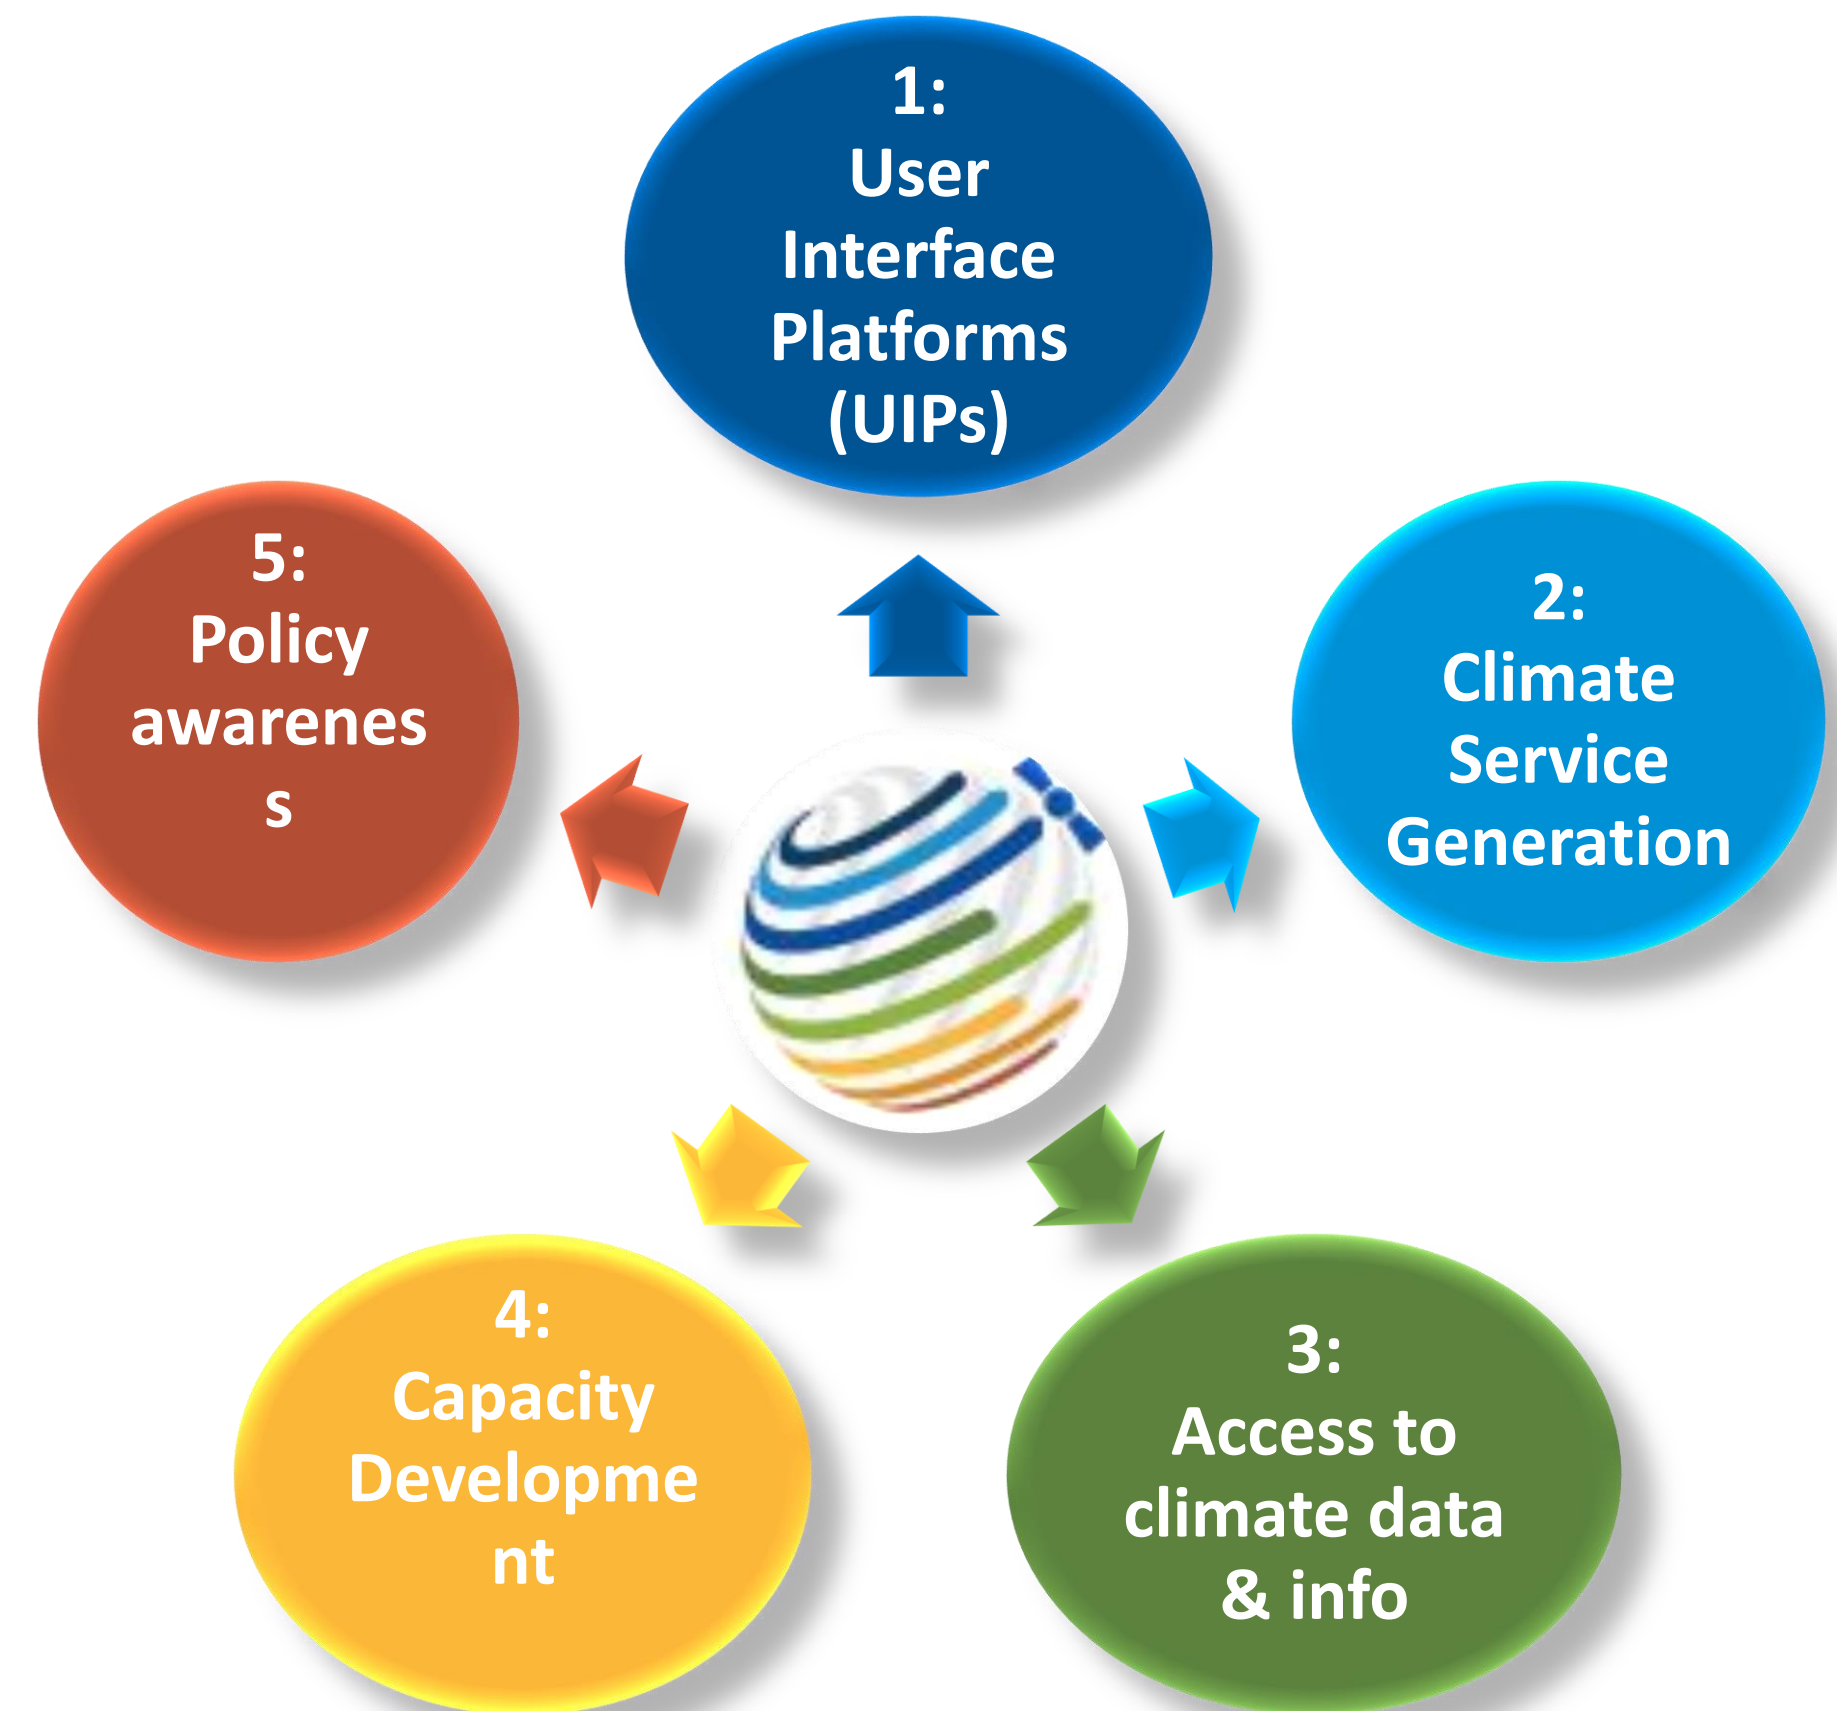 1:
User
Interface
Platforms
(UIPs)
2:
Climate
Service
Generation
3:
Access to
climate data
& info
4:
Capacity
Developme
nt
5:
Policy
awarenes
s